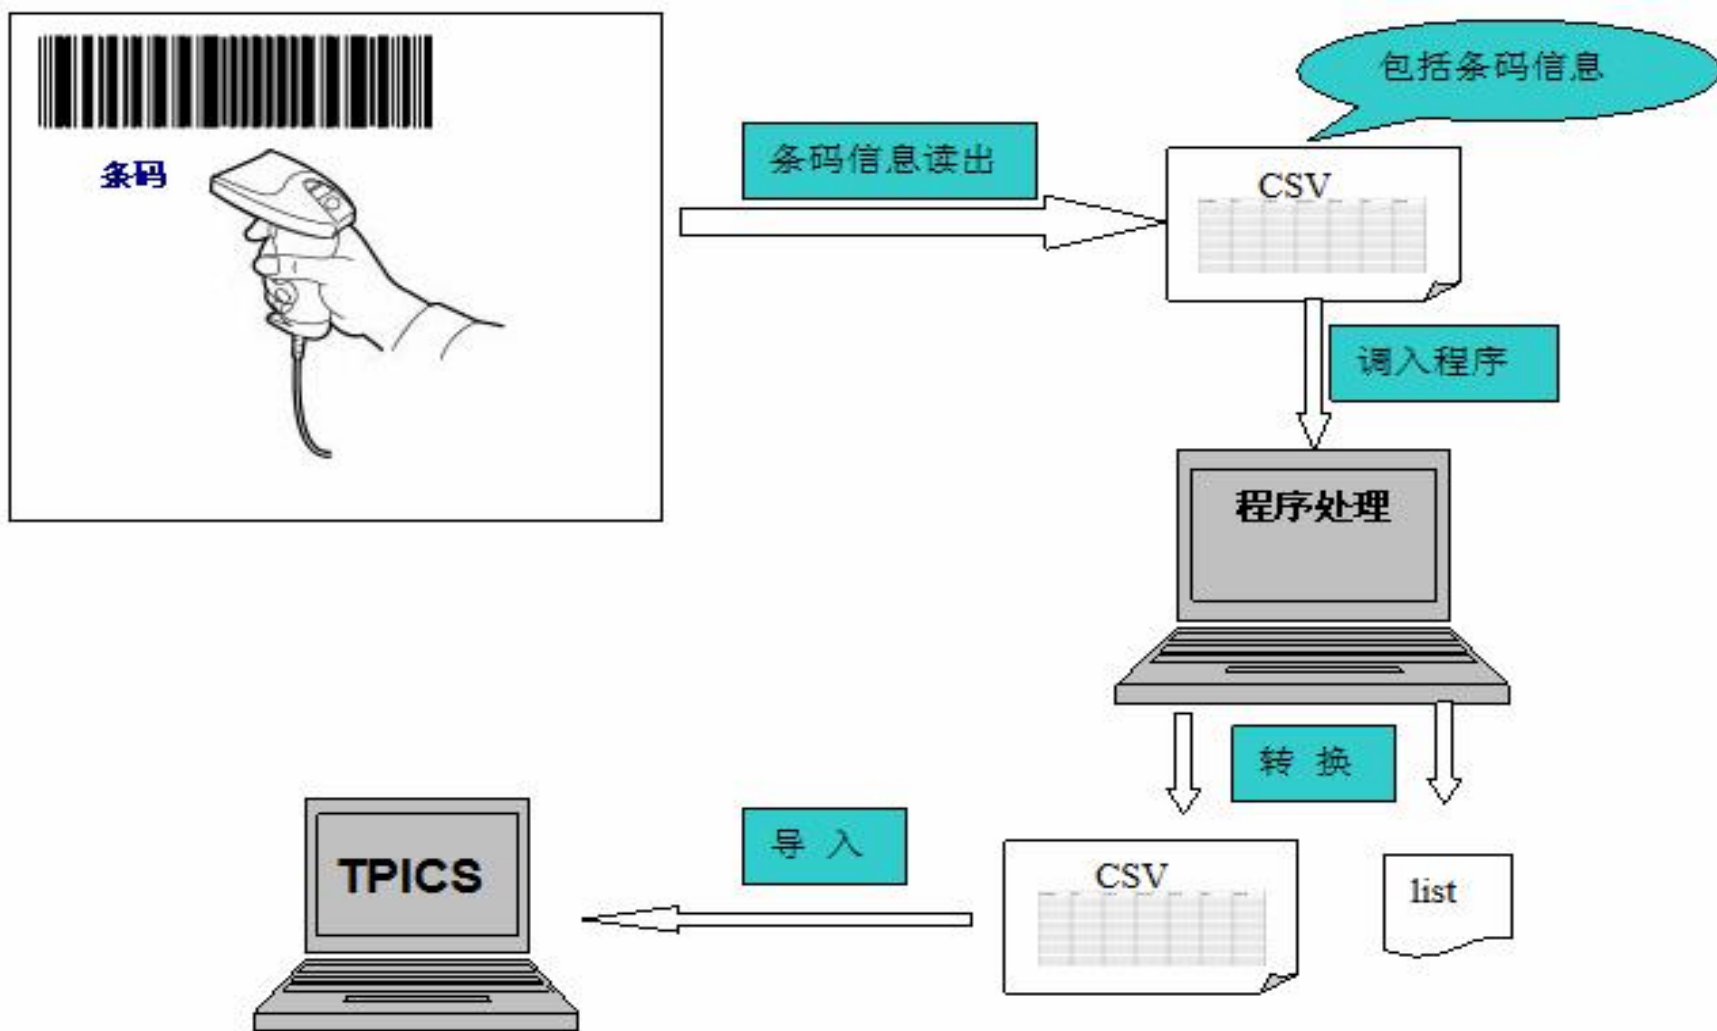 包括条码信息
条码
条码信息读出
CSV
调入程序
程序处理
转 换
导 入
TPICS
CSV
list